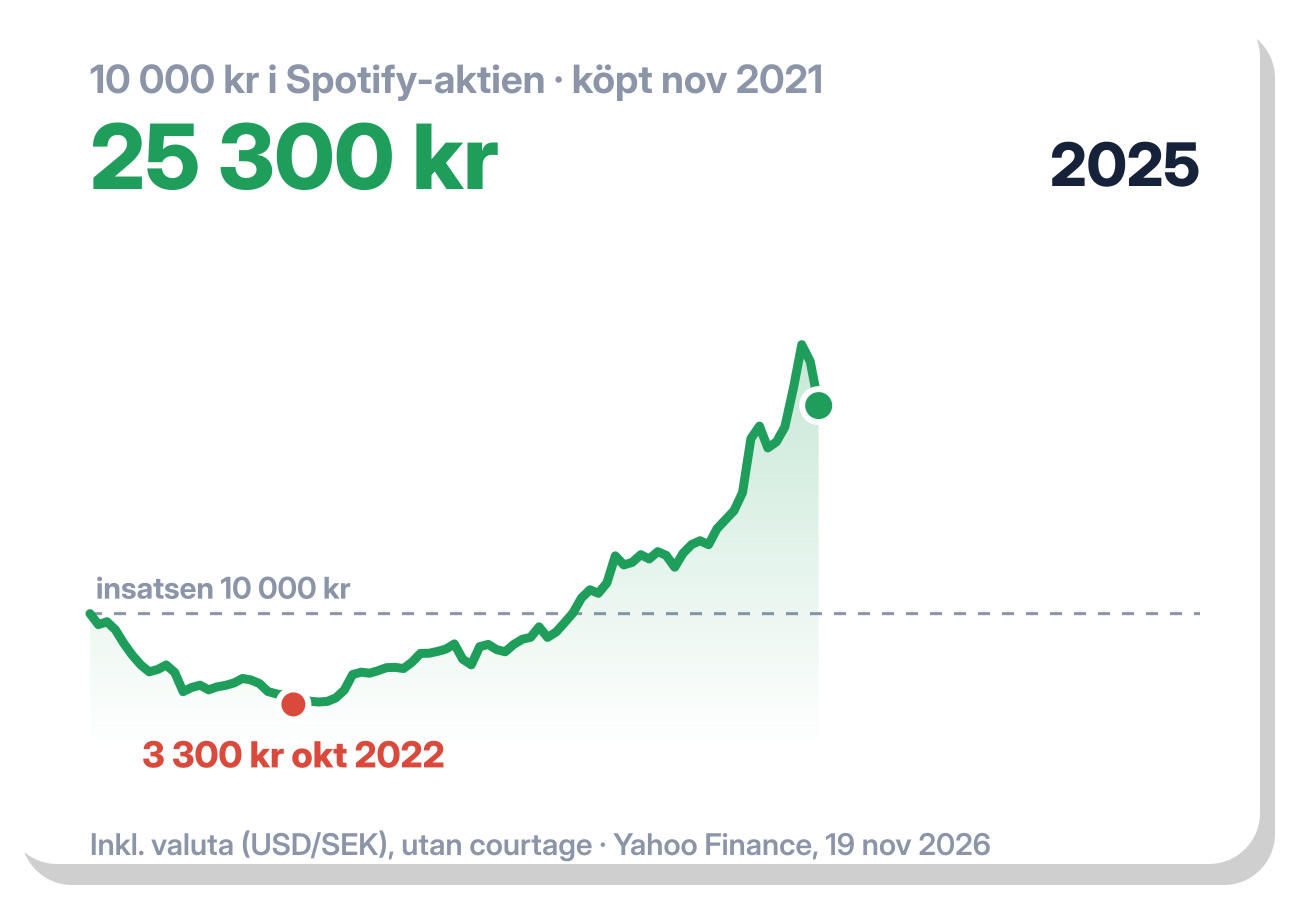 10 000 kr i Spotify-aktien · köpt nov 2021
25 300 kr
2025
insatsen 10 000 kr
3 300 kr okt 2022
Inkl. valuta (USD/SEK), utan courtage · Yahoo Finance, 19 nov 2026